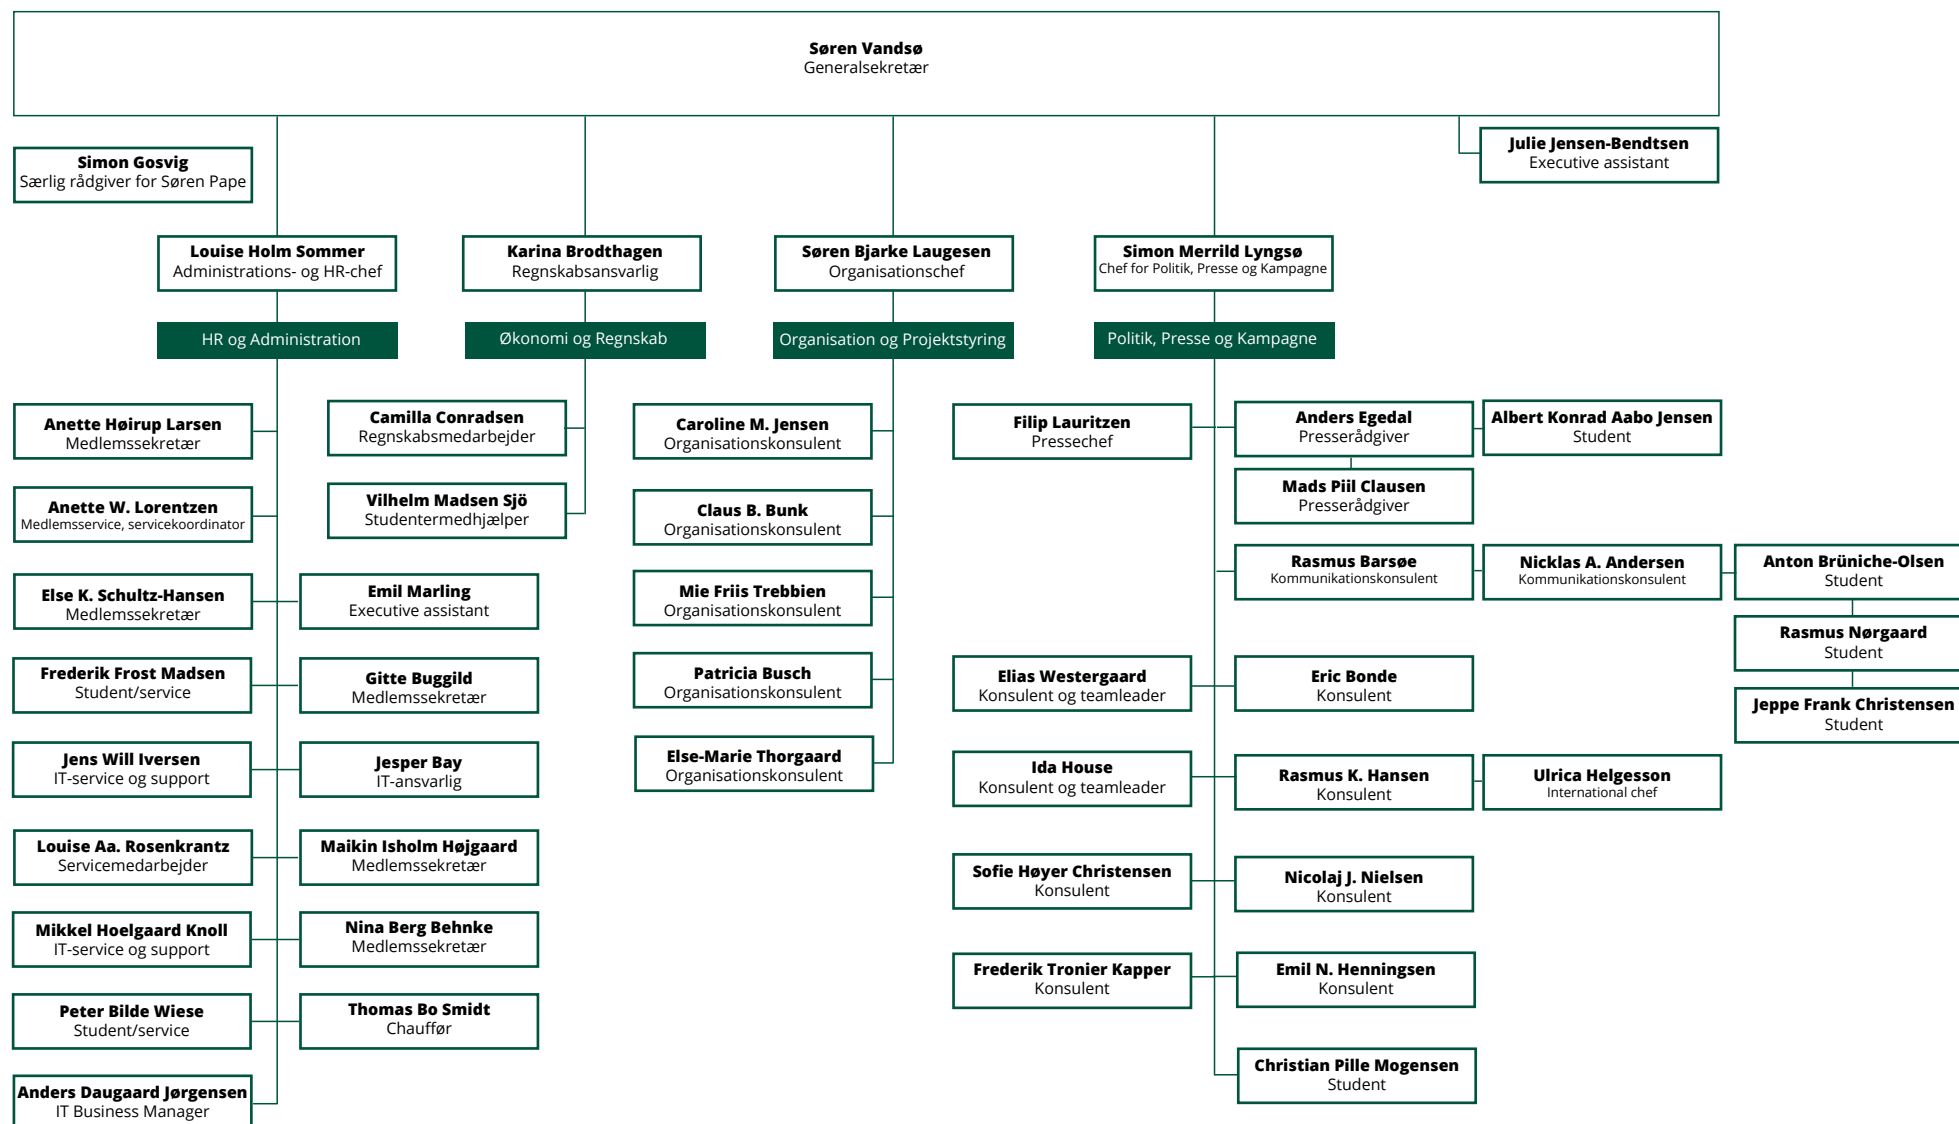 Søren Vandsø
Generalsekretær
Simon Gosvig
Særlig rådgiver for Søren Pape
Julie Jensen-Bendtsen
Executive assistant
Louise Holm Sommer
Administrations- og HR-chef
Karina Brodthagen
Regnskabsansvarlig
Søren Bjarke Laugesen
Organisationschef
Simon Merrild Lyngsø
Chef for Politik, Presse og Kampagne
HR og Administration
Økonomi og Regnskab
Organisation og Projektstyring
Politik, Presse og Kampagne
Anette Høirup Larsen
Medlemssekretær
Anette W. Lorentzen
Medlemsservice, servicekoordinator
Else K. Schultz-Hansen
Medlemssekretær
Emil Marling
Executive assistant
Frederik Frost Madsen
Student/service
Gitte Buggild
Medlemssekretær
Jens Will Iversen
IT-service og support
Jesper Bay
IT-ansvarlig
Louise Aa. Rosenkrantz
Servicemedarbejder
Maikin Isholm Højgaard
Medlemssekretær
Mikkel Hoelgaard Knoll
IT-service og support
Nina Berg Behnke
Medlemssekretær
Peter Bilde Wiese
Student/service
Thomas Bo Smidt
Chauffør
Anders Daugaard Jørgensen
IT Business Manager
Camilla Conradsen
Regnskabsmedarbejder
Vilhelm Madsen Sjö
Studentermedhjælper
Caroline M. Jensen
Organisationskonsulent
Claus B. Bunk
Organisationskonsulent
Mie Friis Trebbien
Organisationskonsulent
Patricia Busch
Organisationskonsulent
Else-Marie Thorgaard
Organisationskonsulent
Filip Lauritzen
Pressechef
Anders Egedal
Presserådgiver
Albert Konrad Aabo Jensen
Student
Mads Piil Clausen
Presserådgiver
Rasmus Barsøe
Kommunikationskonsulent
Nicklas A. Andersen
Kommunikationskonsulent
Anton Brüniche-Olsen
Student
Rasmus Nørgaard
Student
Jeppe Frank Christensen
Student
Elias Westergaard
Konsulent og teamleader
Eric Bonde
Konsulent
Ida House
Konsulent og teamleader
Rasmus K. Hansen
Konsulent
Ulrica Helgesson
International chef
Sofie Høyer Christensen
Konsulent
Nicolaj J. Nielsen
Konsulent
Frederik Tronier Kapper
Konsulent
Emil N. Henningsen
Konsulent
Christian Pille Mogensen
Student